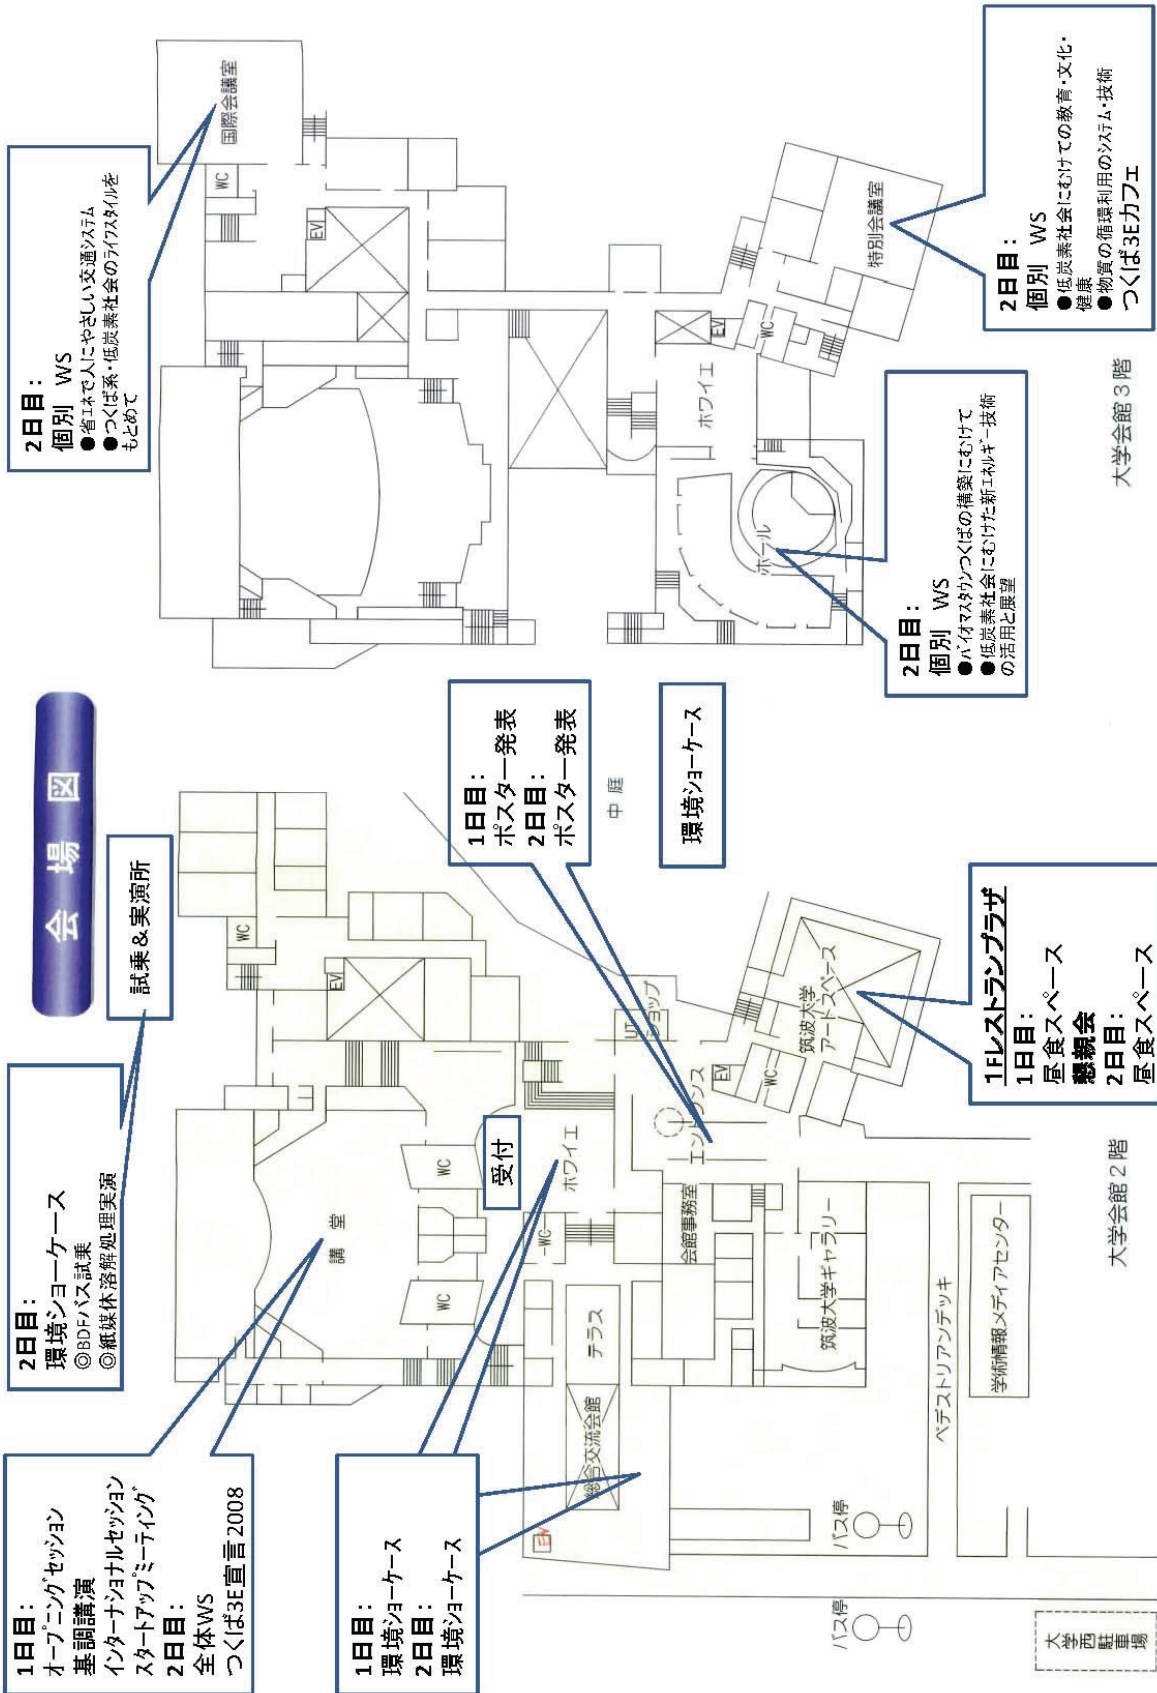 会場図
1日目：
オープニングセッション
基調講演
インターナショナルセッション
スタートアップミーティング
2日目：
全体WS
つくば3E宣言2008
2日目：
環境ショーケース
◎BDFバス試乗
◎紙媒体溶解処理実演
試乗＆実演所
1日目：
環境ショーケース
2日目：
環境ショーケース
講堂
WC
WC
WC
EV
受付
ホワイエ
WC
テラス
総合交流会館
EV
会館事務室
エントランス
UT
ショップ
EV
WC
筑波大学
アートスペース
筑波大学ギャラリー
1日目：
ポスター発表
2日目：
ポスター発表
中庭
環境ショーケース
1Fレストランプラザ
1日目：
昼食スペース
懇親会
2日目：
昼食スペース
ペデストリアンデッキ
学術情報メディアセンター
バス停
バス停
大学西駐車場
大学会館2階
2日目：
個別　WS
●省エネで人にやさしい交通システム
●つくば系・低炭素社会のライフスタイルを
もとめて
国際会議室
WC
EV
ホワイエ
EV
WC
ホール
特別会議室
2日目：
個別　WS
●バイオマスタウンつくばの構築にむけて
●低炭素社会にむけた新エネルギー技術
の活用と展望
2日目：
個別　WS
●低炭素社会にむけての教育・文化・
健康
●物質の循環利用のシステム・技術
つくば3Eカフェ
大学会館3階